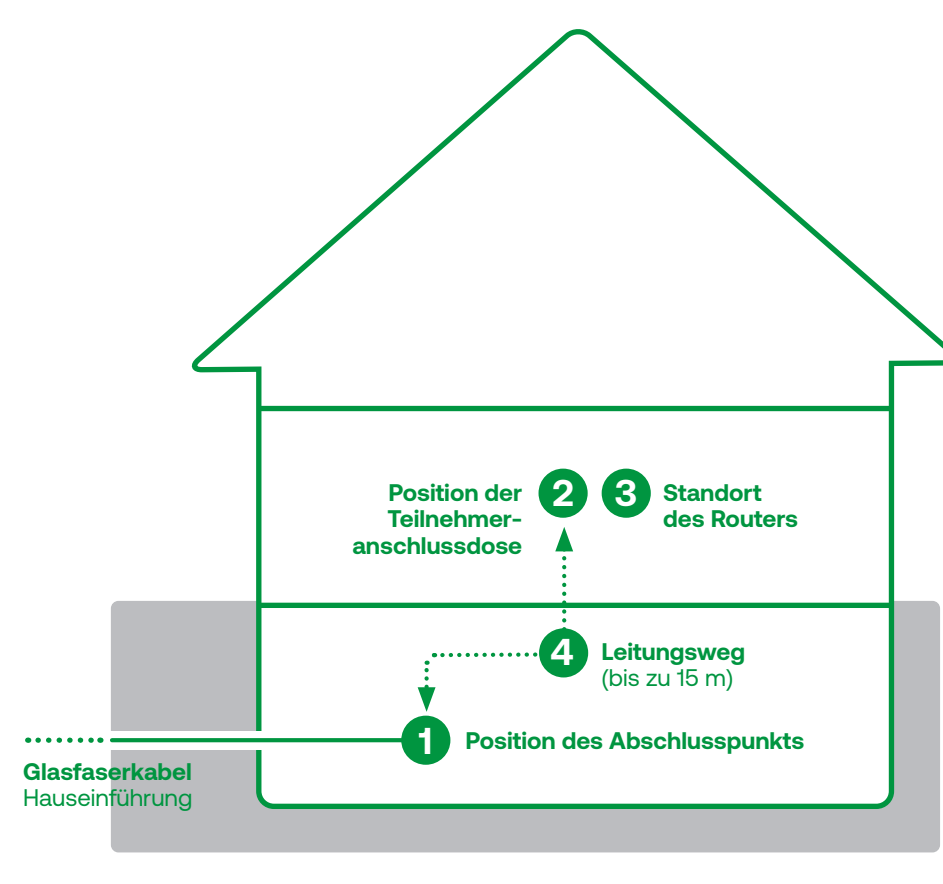 Position der
Teilnehmer-
anschlussdose
2
3
Standort
des Routers
4
Leitungsweg
(bis zu 15 m)
1
Position des Abschlusspunkts
Glasfaserkabel
Hauseinführung